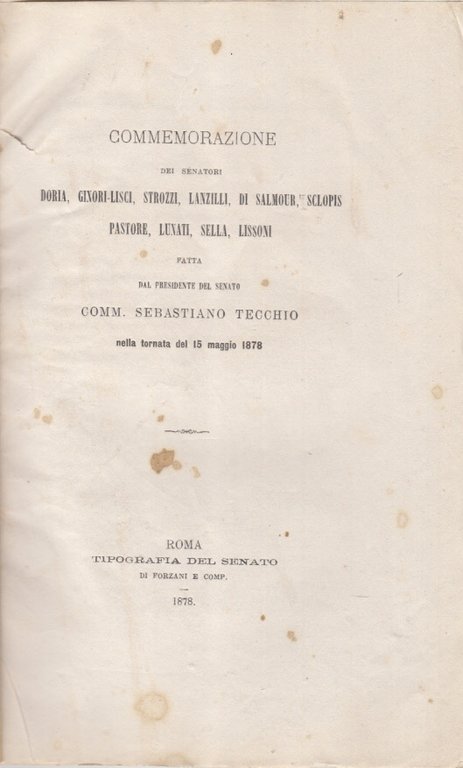 COMMEMORAZIONE
DEI SENATORI
DORIA, GINORI-LISCI, STROZZI, LANZILLI, DI SALMOUR, SCLOPIS
PASTORE, LUNATI, SELLA, LISSONI
FATTA
DAL PRESIDENTE DEL SENATO
COMM. SEBASTIANO TECCHIO
nella tornata del 15 maggio 1878
ROMA
TIPOGRAFIA DEL SENATO
DI FORZANI E COMP.
1878.